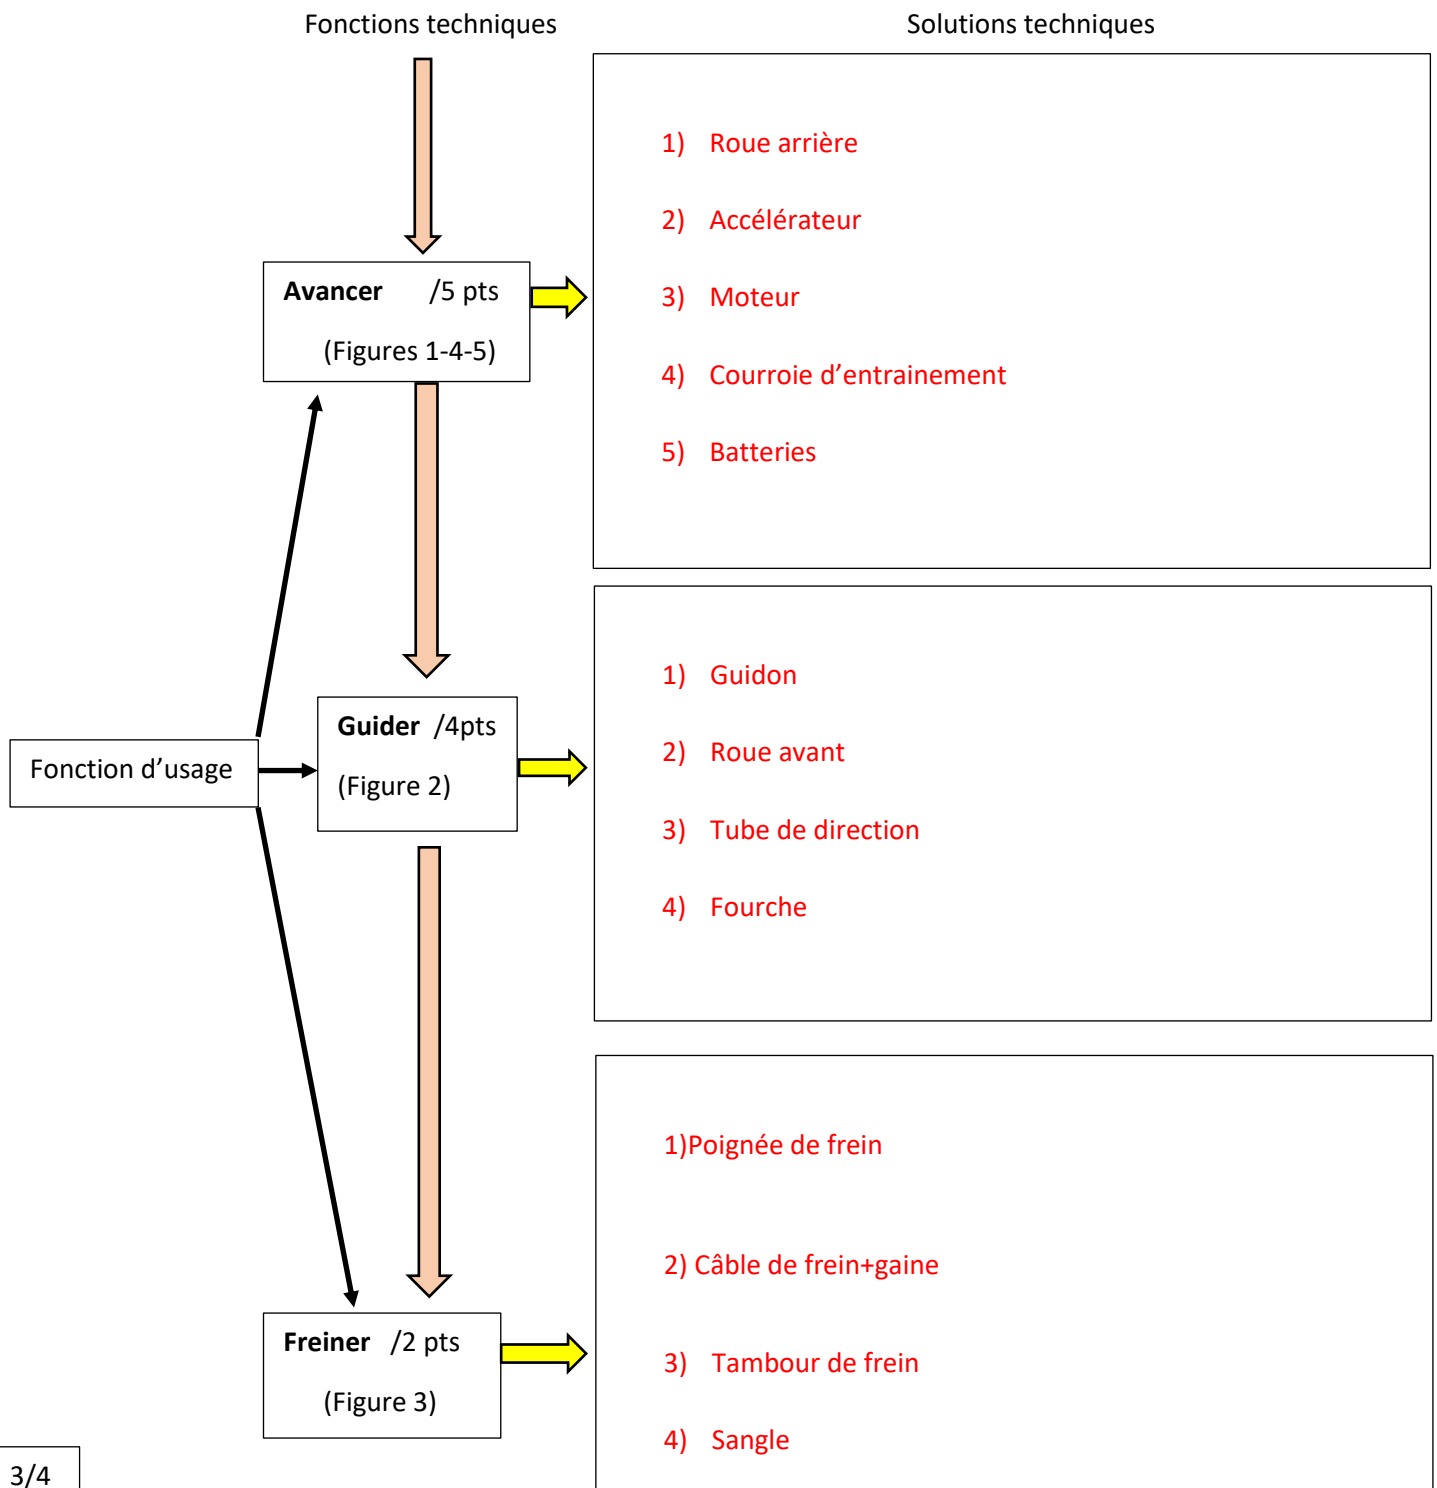 Fonctions techniques
Solutions techniques
1) Roue arrière
2) Accélérateur
3) Moteur
4) Courroie d’entrainement
5) Batteries
Avancer /5 pts
(Figures 1-4-5)
1) Guidon
2) Roue avant
3) Tube de direction
4) Fourche
Guider /4pts
(Figure 2)
Fonction d’usage
1)Poignée de frein
2) Câble de frein+gaine
3) Tambour de frein
4) Sangle
Freiner /2 pts
(Figure 3)
3/4